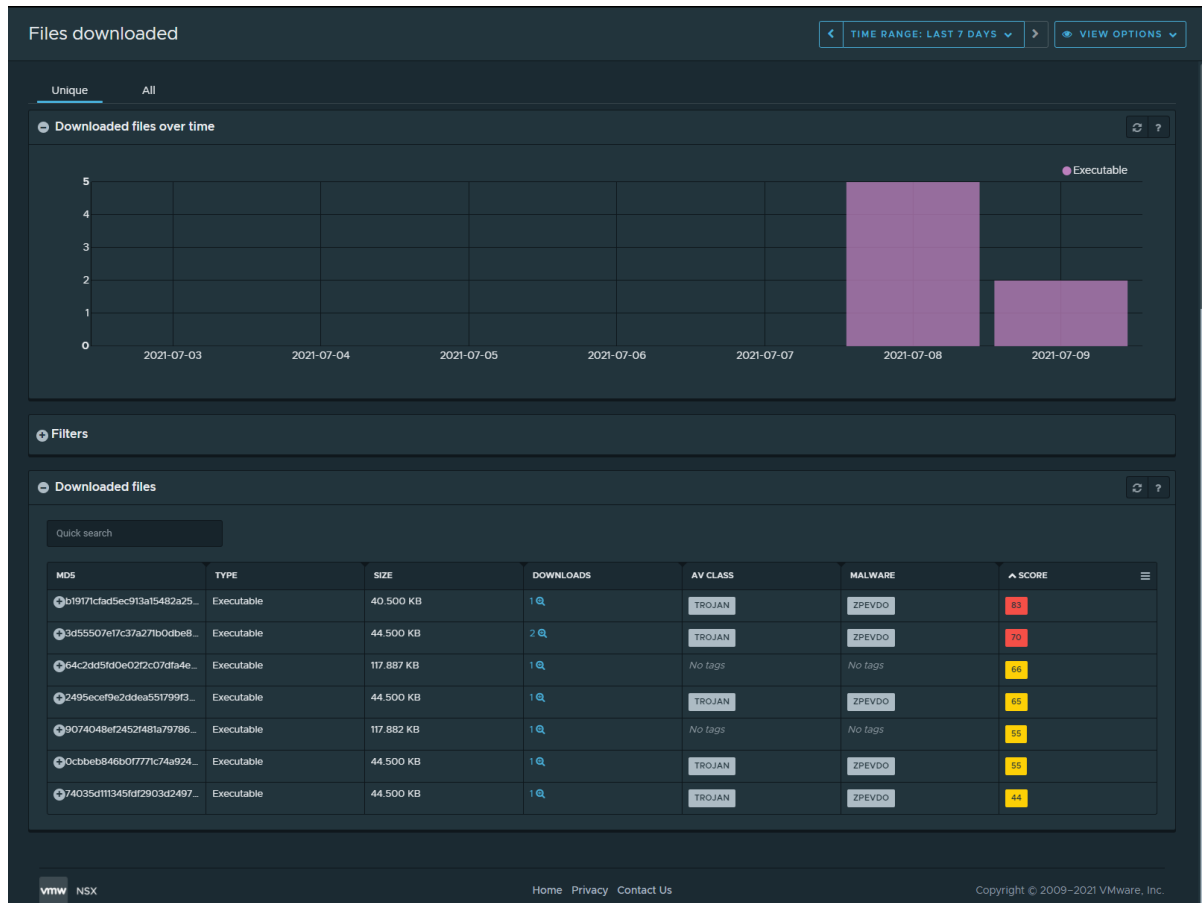 Files downloaded
TIME RANGE: LAST 7 DAYS
VIEW OPTIONS
Unique All
Downloaded files over time
?
Executable
5
4
3
2
1
0
2021-07-03 2021-07-04 2021-07-05 2021-07-06 2021-07-07 2021-07-08 2021-07-09
Filters
Downloaded files
?
Quick search
MD5 TYPE SIZE DOWNLOADS AV CLASS MALWARE SCORE
b19171cfad5ec913a15482a25... Executable 40.500 KB 1 TROJAN ZPEVDO 83
3d55507e17c37a271b0dbe8... Executable 44.500 KB 2 TROJAN ZPEVDO 70
64c2dd5fd0e02f2c07dfa4e... Executable 117.887 KB 1 No tags No tags 66
2495ecef9e2ddea551799f3... Executable 44.500 KB 1 TROJAN ZPEVDO 65
9074048ef2452f481a79786... Executable 117.882 KB 1 No tags No tags 55
0cbbeb846b0f7771c74a924... Executable 44.500 KB 1 TROJAN ZPEVDO 55
74035d111345fdf2903d2497... Executable 44.500 KB 1 TROJAN ZPEVDO 44
vmw NSX
Home Privacy Contact Us
Copyright © 2009–2021 VMware, Inc.